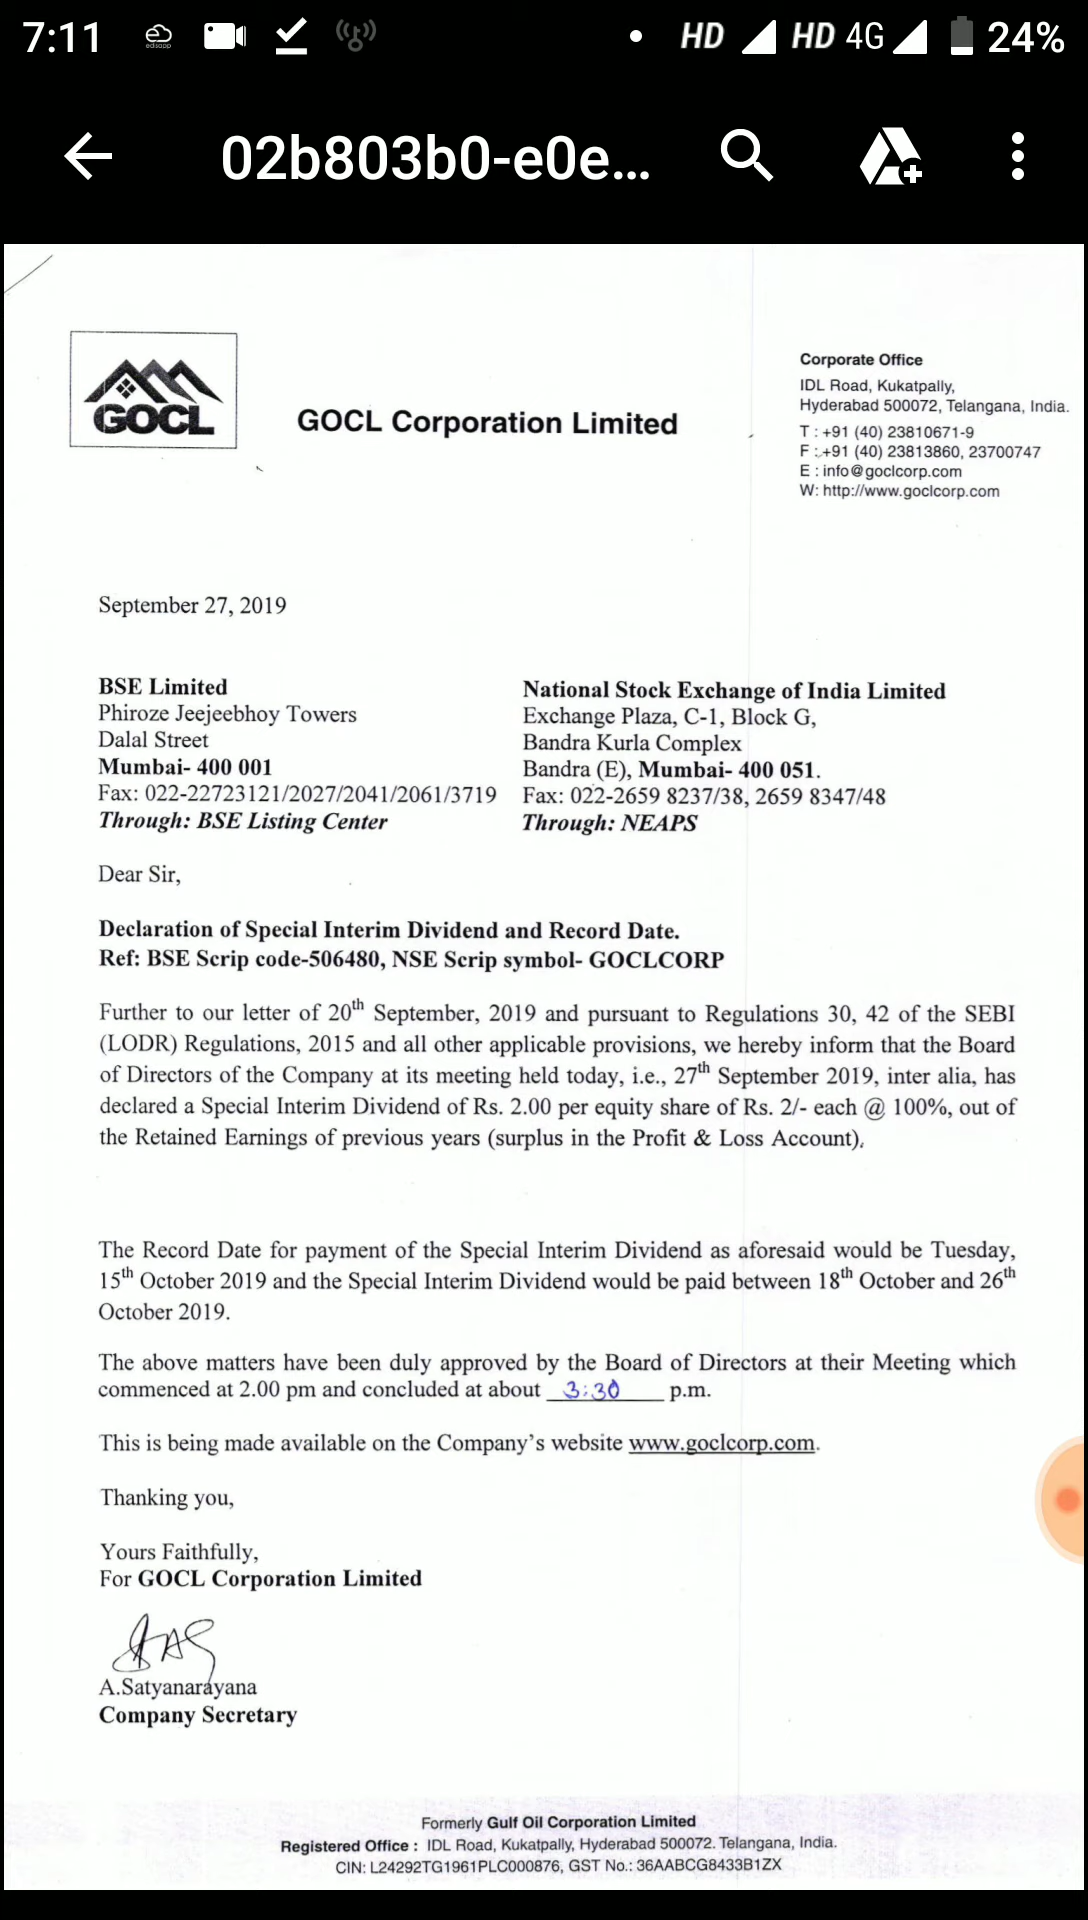 7:11
edisapp
HD HD 4G 24%
02b803b0-e0e...
GOCL
GOCL Corporation Limited
Corporate Office
IDL Road, Kukatpally,
Hyderabad 500072, Telangana, India.
T : +91 (40) 23810671-9
F : +91 (40) 23813860, 23700747
E : info@goclcorp.com
W: http://www.goclcorp.com
September 27, 2019
BSE Limited
Phiroze Jeejeebhoy Towers
Dalal Street
Mumbai- 400 001
Fax: 022-22723121/2027/2041/2061/3719
Through: BSE Listing Center
National Stock Exchange of India Limited
Exchange Plaza, C-1, Block G,
Bandra Kurla Complex
Bandra (E), Mumbai- 400 051.
Fax: 022-2659 8237/38, 2659 8347/48
Through: NEAPS
Dear Sir,
Declaration of Special Interim Dividend and Record Date.
Ref: BSE Scrip code-506480, NSE Scrip symbol- GOCLCORP
Further to our letter of 20th September, 2019 and pursuant to Regulations 30, 42 of the SEBI
(LODR) Regulations, 2015 and all other applicable provisions, we hereby inform that the Board
of Directors of the Company at its meeting held today, i.e., 27th September 2019, inter alia, has
declared a Special Interim Dividend of Rs. 2.00 per equity share of Rs. 2/- each @ 100%, out of
the Retained Earnings of previous years (surplus in the Profit & Loss Account).
The Record Date for payment of the Special Interim Dividend as aforesaid would be Tuesday,
15th October 2019 and the Special Interim Dividend would be paid between 18th October and 26th
October 2019.
The above matters have been duly approved by the Board of Directors at their Meeting which
commenced at 2.00 pm and concluded at about 3:30 p.m.
This is being made available on the Company's website www.goclcorp.com.
Thanking you,
Yours Faithfully,
For GOCL Corporation Limited
A.Satyanarayana
Company Secretary
Formerly Gulf Oil Corporation Limited
Registered Office : IDL Road, Kukatpally, Hyderabad 500072. Telangana, India.
CIN: L24292TG1961PLC000876, GST No.: 36AABCG8433B1ZX